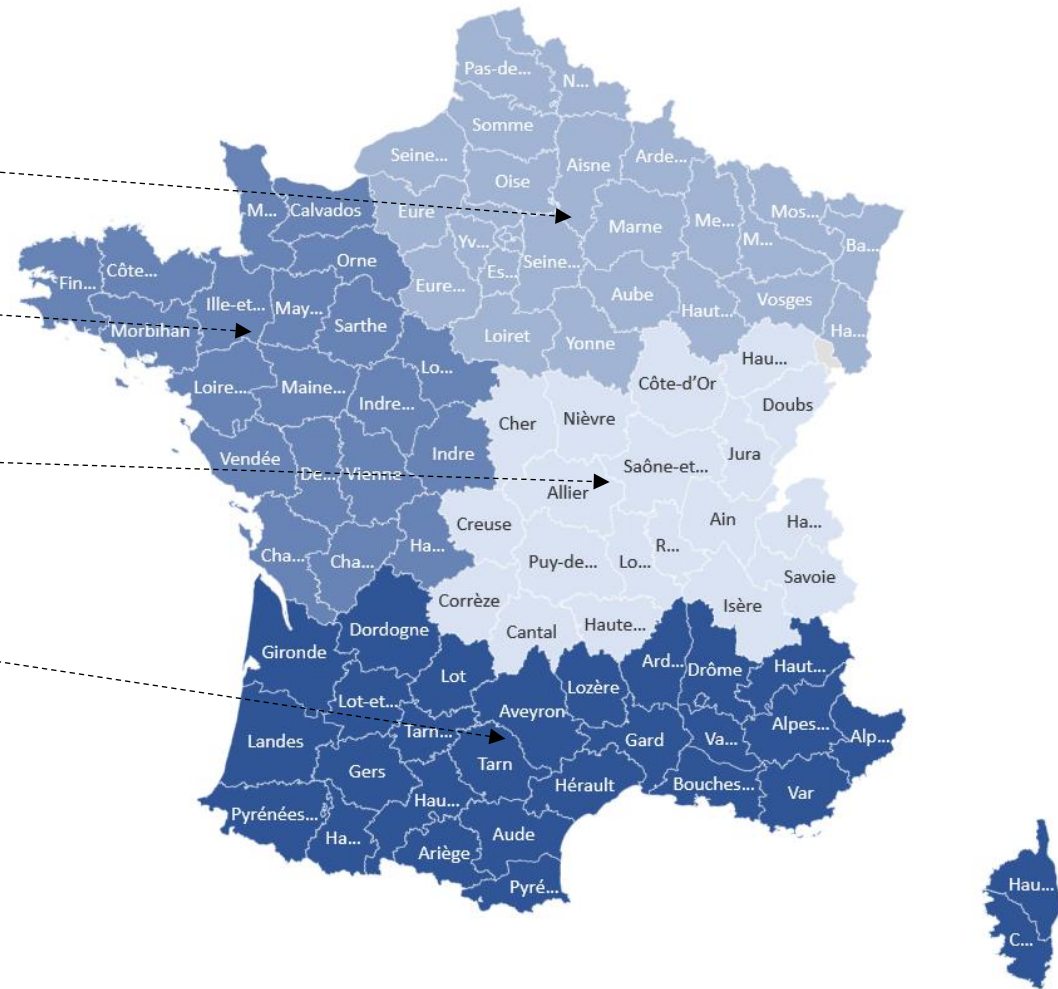 Pas-de...
N...
Somme
Seine...
Aisne
Arde...
Oise
M...
Calvados
Eure
Marne
Me...
Mos...
Ba...
Yv...
M...
Orne
Es...
Seine...
Côte...
Fin...
Eure...
Aube
Haut...
Vosges
Ille-et...
May...
Morbihan
Sarthe
Loiret
Yonne
Ha...
Hau...
Lo...
Côte-d'Or
Loire...
Maine...
Indre...
Doubs
Cher
Nièvre
Vendée
De...
Vienne
Indre
Jura
Saône-et...
Allier
Creuse
Ain
Ha...
Cha...
Cha...
Ha...
Puy-de...
Lo...
R...
Savoie
Corrèze
Isère
Dordogne
Cantal
Haute...
Gironde
Lot
Ard...
Drôme
Haut...
Lozère
Lot-et...
Aveyron
Landes
Tarn...
Gard
Va...
Alpes...
Alp...
Tarn
Gers
Hérault
Bouches...
Var
Hau...
Pyrénées...
Ha...
Aude
Ariège
Pyré...
Hau...
C...